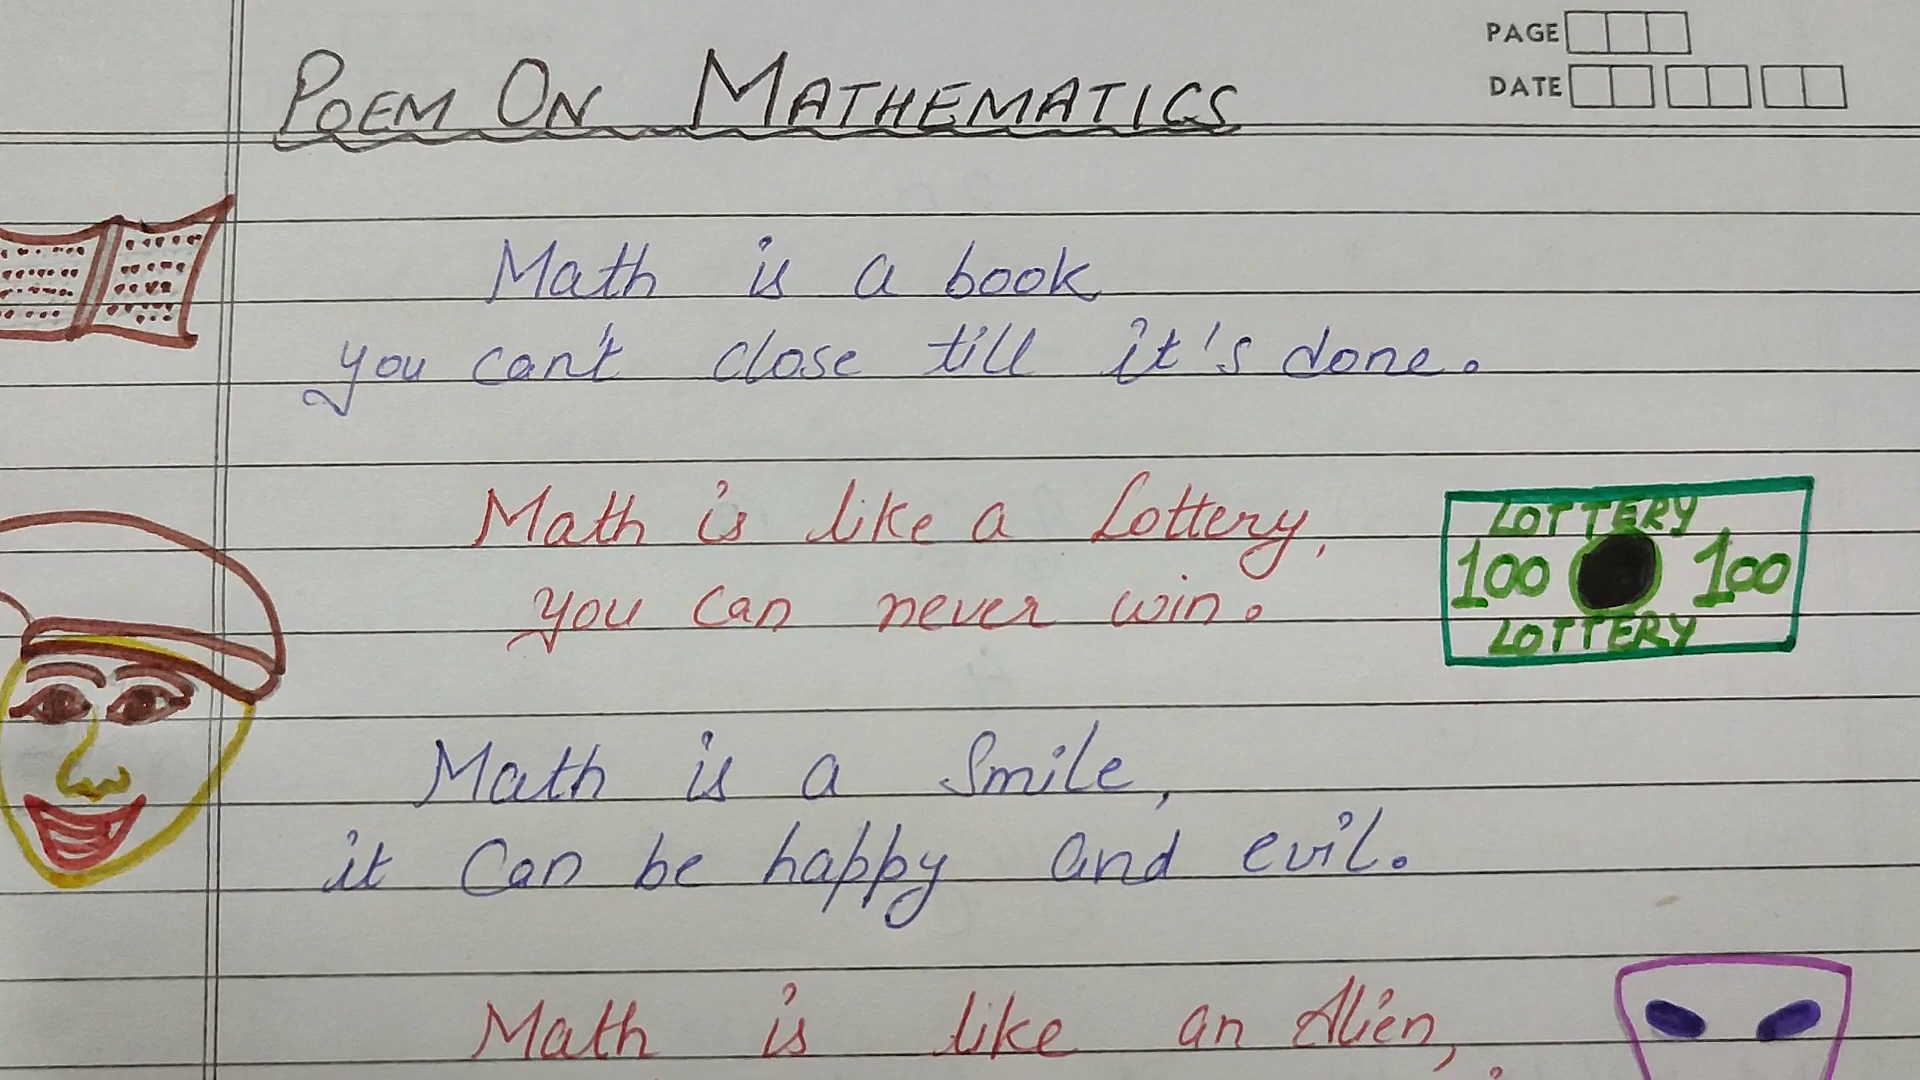 PAGE
DATE
POEM ON MATHEMATICS
Math is a book
you can't close till it's done.
Math is like a Lottery,
you can never win.
LOTTERY
100 100
LOTTERY
Math is a Smile,
it Can be happy and evil.
Math is like an Alien,